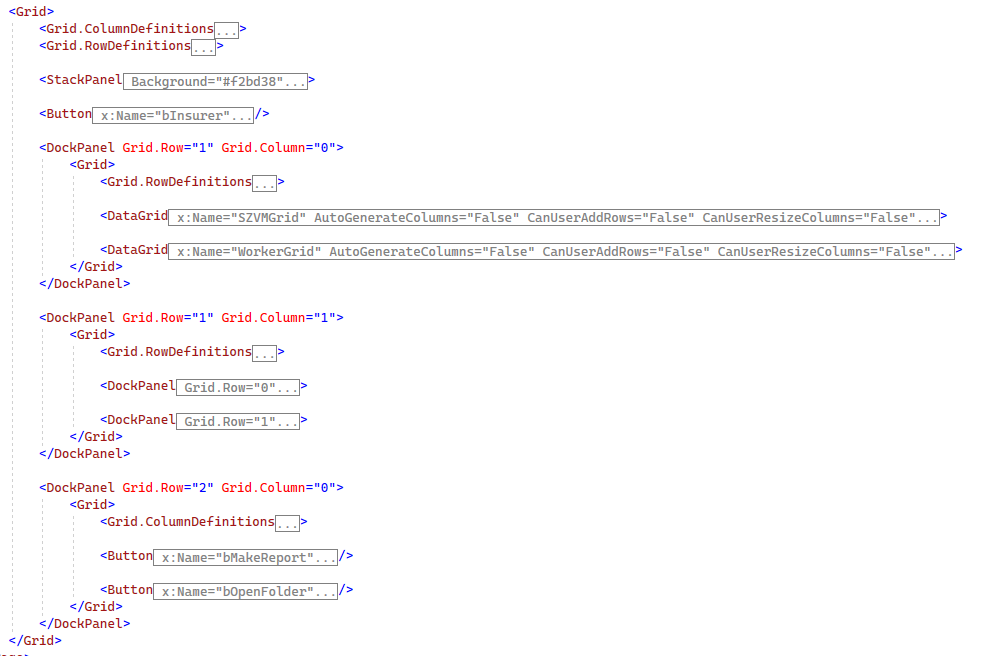 <Grid>
<Grid.ColumnDefinitions...>
<Grid.RowDefinitions...>
<StackPanel Background="#f2bd38"...>
<Button x:Name="bInsurer".../>
<DockPanel Grid.Row="1" Grid.Column="0">
<Grid>
<Grid.RowDefinitions...>
<DataGrid x:Name="SZVMGrid" AutoGenerateColumns="False" CanUserAddRows="False" CanUserResizeColumns="False"...>
<DataGrid x:Name="WorkerGrid" AutoGenerateColumns="False" CanUserAddRows="False" CanUserResizeColumns="False"...>
</Grid>
</DockPanel>
<DockPanel Grid.Row="1" Grid.Column="1">
<Grid>
<Grid.RowDefinitions...>
<DockPanel Grid.Row="0"...>
<DockPanel Grid.Row="1"...>
</Grid>
</DockPanel>
<DockPanel Grid.Row="2" Grid.Column="0">
<Grid>
<Grid.ColumnDefinitions...>
<Button x:Name="bMakeReport".../>
<Button x:Name="bOpenFolder".../>
</Grid>
</DockPanel>
</Grid>